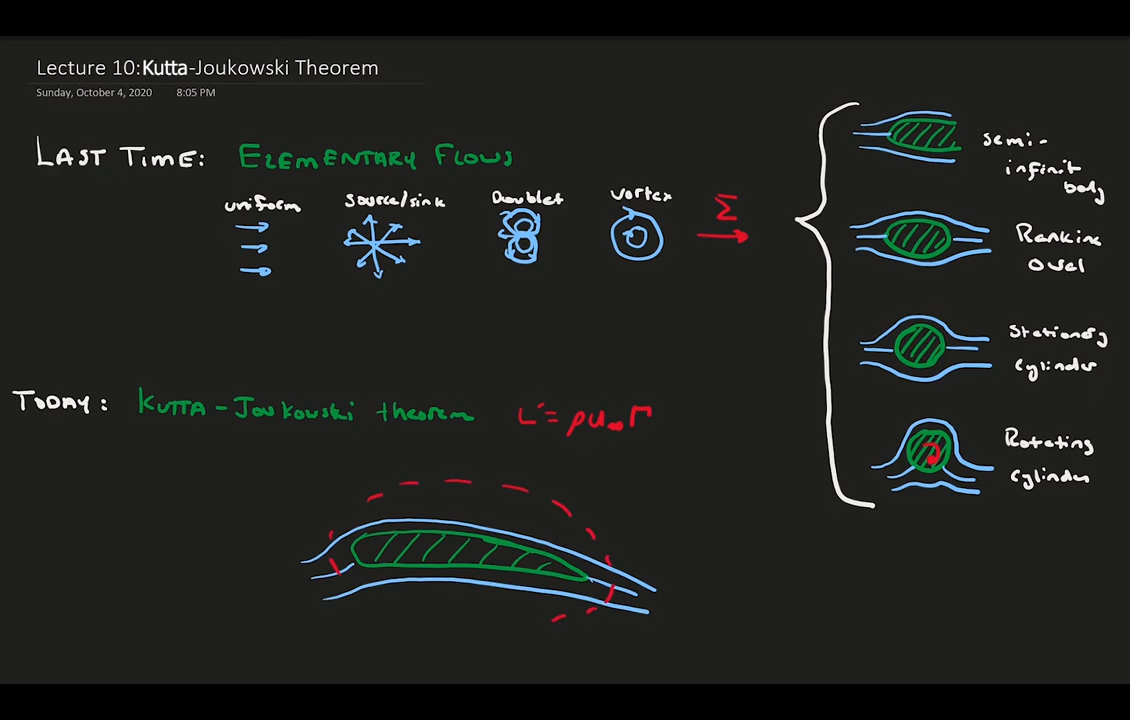 Lecture 10:Kutta-Joukowski Theorem
Sunday, October 4, 2020 8:05 PM
LAST TIME: ELEMENTARY FLOWS
uniform
source/sink
Doublet
Vortex
Σ
semi-
infinit
body
Rankine
Oval
Stationary
cylinder
Rotating
cylinder
TODAY: KUTTA-Joukowski theorem L'=ρu∞Γ